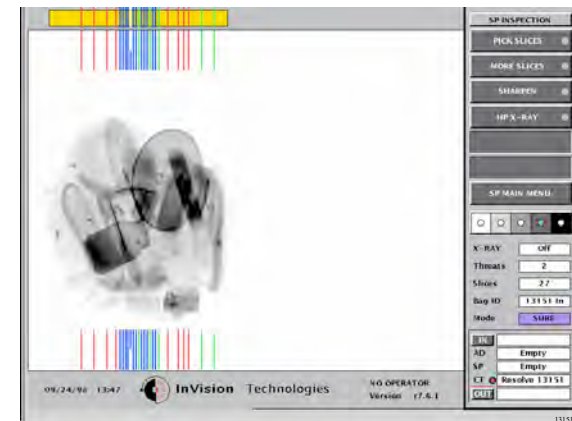 SP INSPECTION
PICK SLICES
MORE SLICES
SHARPEN
HP X-RAY
SP MAIN MENU
X-RAY Off
Threats 2
Slices 27
Bag ID 13151 In
Mode SURE
IN
AD Empty
SP Empty
CT Resolve 13151
OUT
09/24/98 13:47 InVision Technologies NO OPERATOR
Version r7.6.1
13151